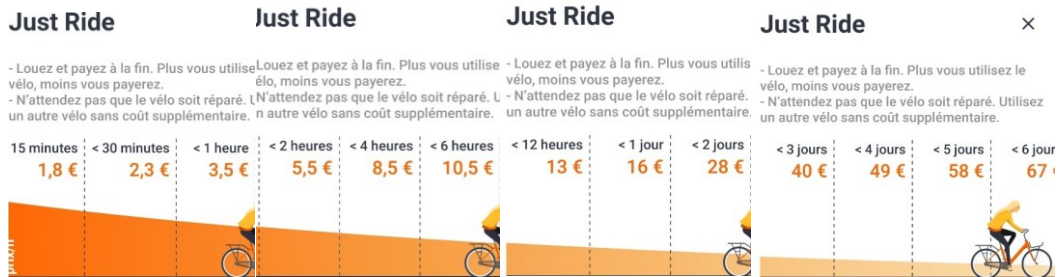 Just Ride
- Louez et payez à la fin. Plus vous utilise
vélo, moins vous payerez.
- N'attendez pas que le vélo soit réparé. U
un autre vélo sans coût supplémentaire.
15 minutes < 30 minutes < 1 heure
1,8 € 2,3 € 3,5 €
prix/h
Just Ride
Louez et payez à la fin. Plus vous utilise
élo, moins vous payerez.
N'attendez pas que le vélo soit réparé. U
n autre vélo sans coût supplémentaire.
< 2 heures < 4 heures < 6 heures
5,5 € 8,5 € 10,5 €
Just Ride
- Louez et payez à la fin. Plus vous utilis
vélo, moins vous payerez.
- N'attendez pas que le vélo soit réparé.
un autre vélo sans coût supplémentaire.
< 12 heures < 1 jour < 2 jours
13 € 16 € 28 €
Just Ride
- Louez et payez à la fin. Plus vous utilisez le
vélo, moins vous payerez.
- N'attendez pas que le vélo soit réparé. Utilisez
un autre vélo sans coût supplémentaire.
< 3 jours < 4 jours < 5 jours < 6 jour
40 € 49 € 58 € 67 €